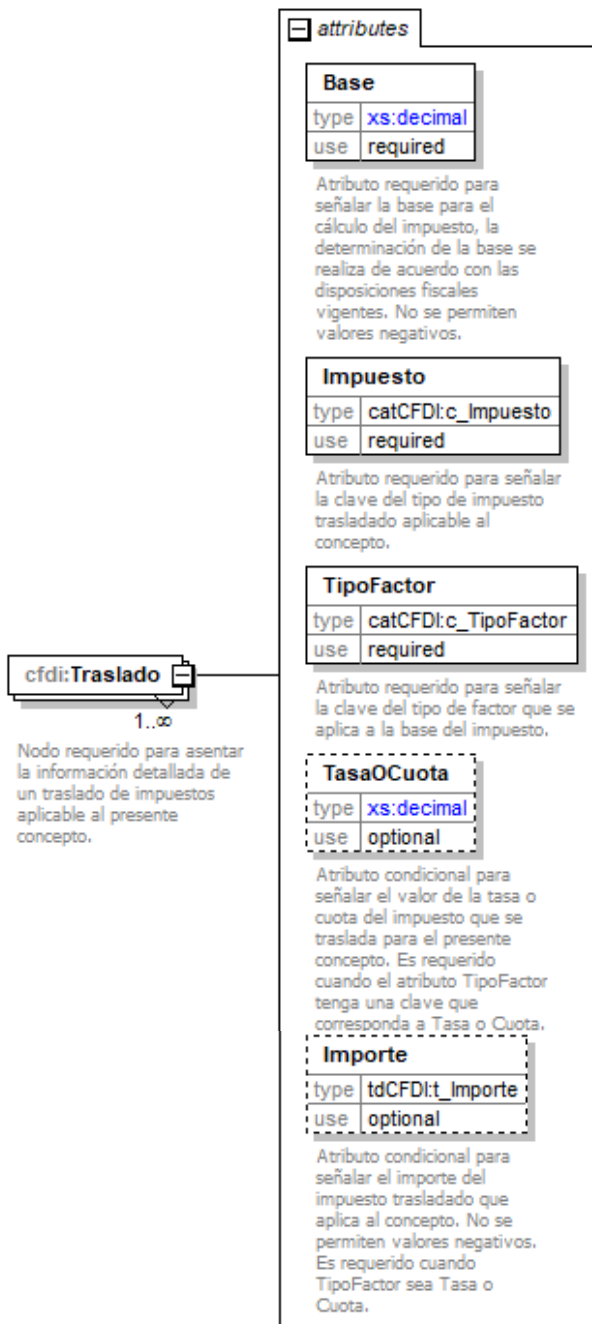 attributes
Base
type xs:decimal
use required
Atributo requerido para
señalar la base para el
cálculo del impuesto, la
determinación de la base se
realiza de acuerdo con las
disposiciones fiscales
vigentes. No se permiten
valores negativos.
Impuesto
type catCFDI:c_Impuesto
use required
Atributo requerido para señalar
la clave del tipo de impuesto
trasladado aplicable al
concepto.
TipoFactor
type catCFDI:c_TipoFactor
use required
Atributo requerido para señalar
la clave del tipo de factor que se
aplica a la base del impuesto.
cfdi:Traslado
1..∞
Nodo requerido para asentar
la información detallada de
un traslado de impuestos
aplicable al presente
concepto.
TasaOCuota
type xs:decimal
use optional
Atributo condicional para
señalar el valor de la tasa o
cuota del impuesto que se
traslada para el presente
concepto. Es requerido
cuando el atributo TipoFactor
tenga una clave que
corresponda a Tasa o Cuota.
Importe
type tdCFDI:t_Importe
use optional
Atributo condicional para
señalar el importe del
impuesto trasladado que
aplica al concepto. No se
permiten valores negativos.
Es requerido cuando
TipoFactor sea Tasa o
Cuota.